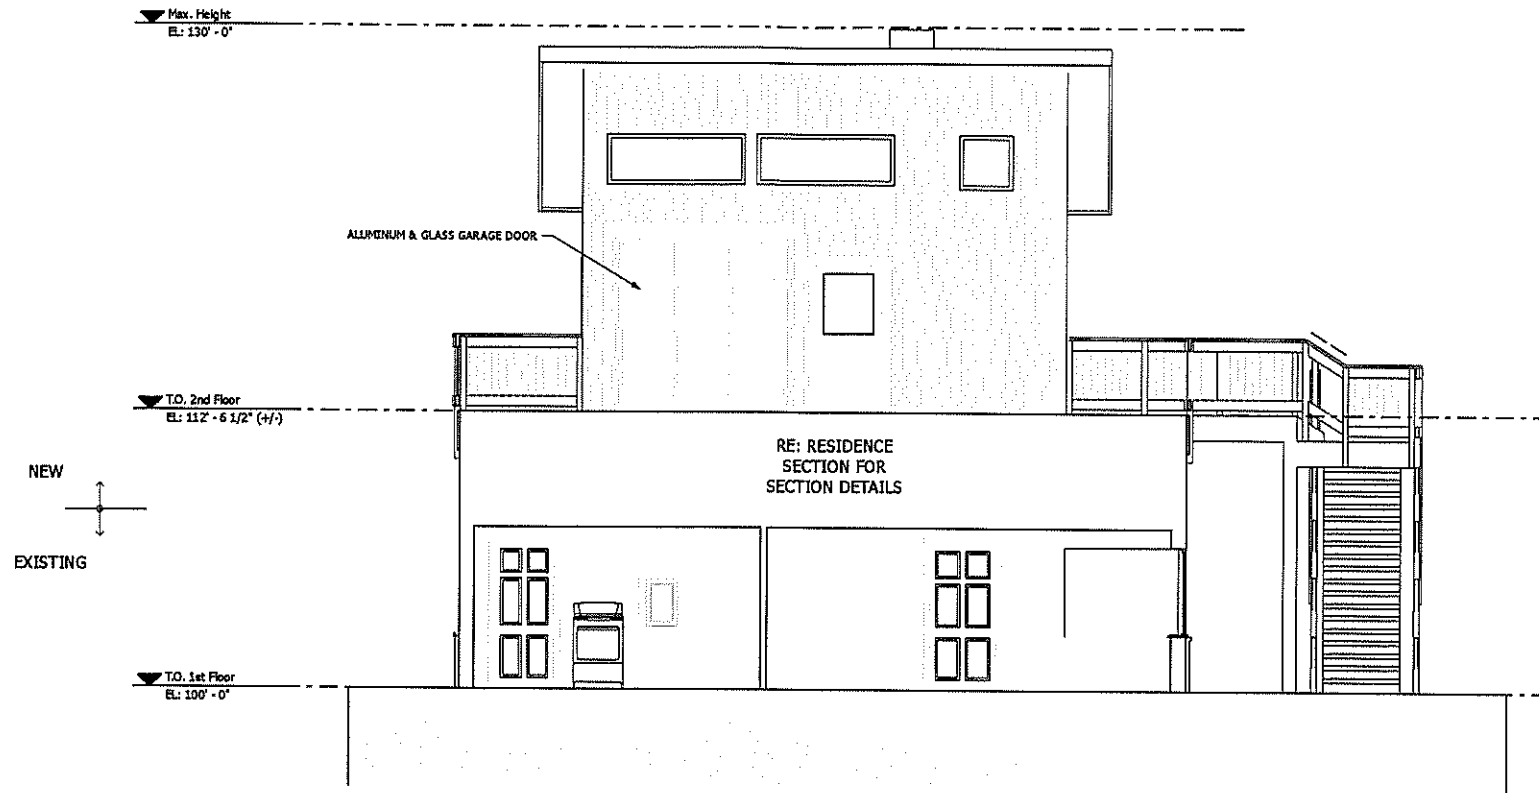 Max. Height
EL: 130' - 0"
ALUMINUM & GLASS GARAGE DOOR
T.O. 2nd Floor
EL: 112' - 6 1/2" (+/-)
RE: RESIDENCE
SECTION FOR
SECTION DETAILS
NEW
EXISTING
T.O. 1st Floor
EL: 100' - 0"